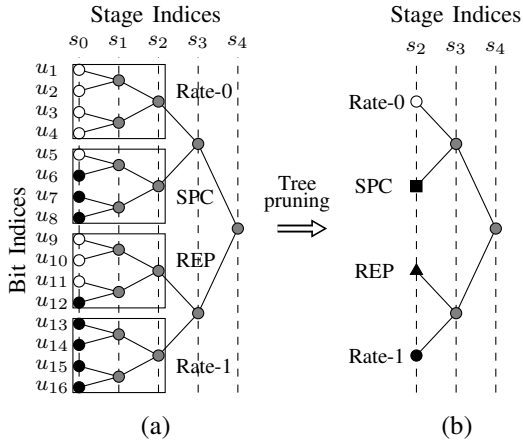 Stage Indices
s0 s1 s2 s3 s4
u1
u2
u3
u4
Rate-0
u5
u6
u7
u8
SPC
u9
u10
u11
u12
REP
u13
u14
u15
u16
Rate-1
Bit Indices
(a)
Tree
pruning
Stage Indices
s2 s3 s4
Rate-0
SPC
REP
Rate-1
(b)